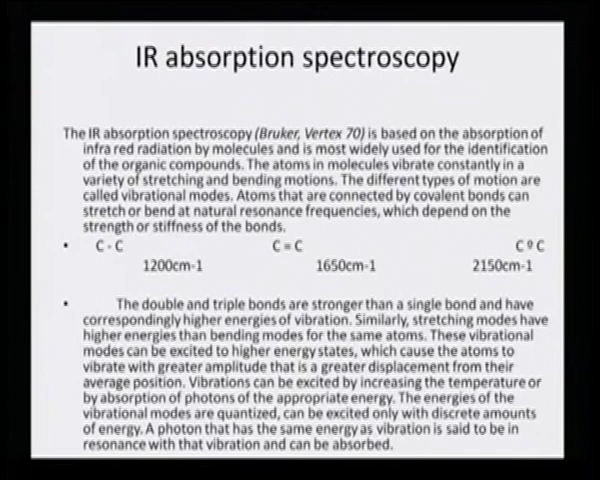 IR absorption spectroscopy
The IR absorption spectroscopy (Bruker, Vertex 70) is based on the absorption of
infra red radiation by molecules and is most widely used for the identification
of the organic compounds. The atoms in molecules vibrate constantly in a
variety of stretching and bending motions. The different types of motion are
called vibrational modes. Atoms that are connected by covalent bonds can
stretch or bend at natural resonance frequencies, which depend on the
strength or stiffness of the bonds.
• C - C C = C C º C
1200cm-1 1650cm-1 2150cm-1
• The double and triple bonds are stronger than a single bond and have
correspondingly higher energies of vibration. Similarly, stretching modes have
higher energies than bending modes for the same atoms. These vibrational
modes can be excited to higher energy states, which cause the atoms to
vibrate with greater amplitude that is a greater displacement from their
average position. Vibrations can be excited by increasing the temperature or
by absorption of photons of the appropriate energy. The energies of the
vibrational modes are quantized, can be excited only with discrete amounts
of energy. A photon that has the same energy as vibration is said to be in
resonance with that vibration and can be absorbed.